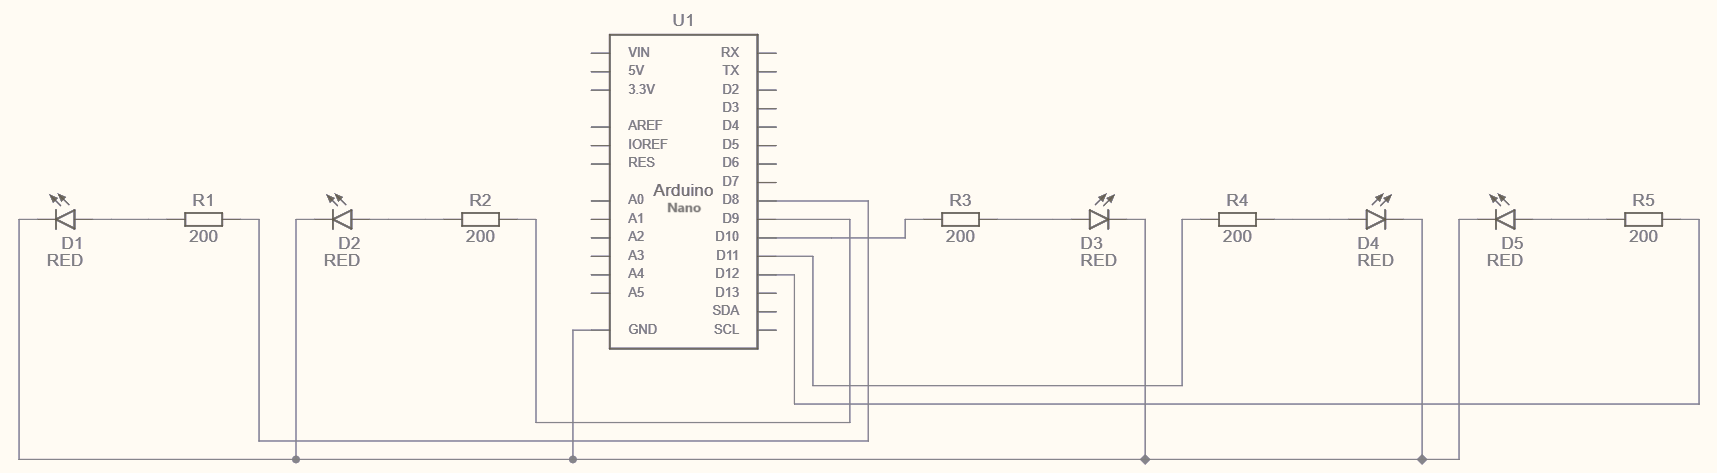 U1
VIN RX
5V TX
3.3V D2
D3
AREF D4
IOREF D5
RES D6
D7
Arduino
Nano
A0 D8
A1 D9
A2 D10
A3 D11
A4 D12
A5 D13
SDA
GND SCL
R1
200
D1
RED
R2
200
D2
RED
R3
200
D3
RED
R4
200
D4
RED
R5
200
D5
RED